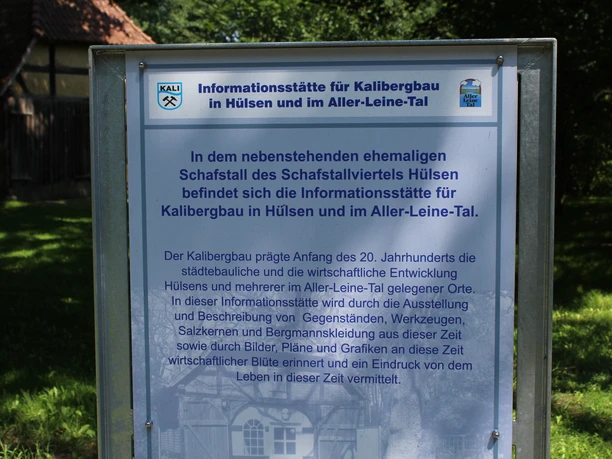 KALI
Informationsstätte für Kalibergbau
in Hülsen und im Aller-Leine-Tal
Aller
Leine
Tal
In dem nebenstehenden ehemaligen
Schafstall des Schafstallviertels Hülsen
befindet sich die Informationsstätte für
Kalibergbau in Hülsen und im Aller-Leine-Tal.
Der Kalibergbau prägte Anfang des 20. Jahrhunderts die
städtebauliche und die wirtschaftliche Entwicklung
Hülsens und mehrerer im Aller-Leine-Tal gelegener Orte.
In dieser Informationsstätte wird durch die Ausstellung
und Beschreibung von Gegenständen, Werkzeugen,
Salzkernen und Bergmannskleidung aus dieser Zeit
sowie durch Bilder, Pläne und Grafiken an diese Zeit
wirtschaftlicher Blüte erinnert und ein Eindruck von dem
Leben in dieser Zeit vermittelt.